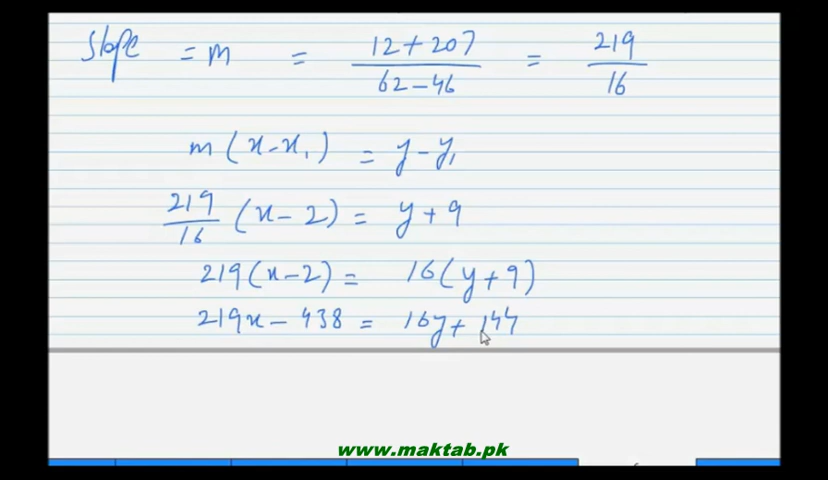 Slope = m = 12 + 207 / 62 - 46 = 219 / 16
m (x - x₁) = y - y₁
219 / 16 (x - 2) = y + 9
219 (x - 2) = 16 (y + 9)
219x - 438 = 16y + 144
www.maktab.pk